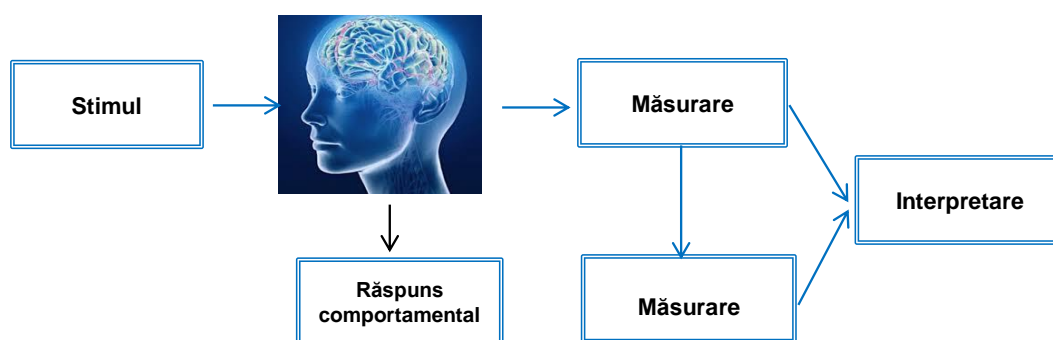 Stimul
Măsurare
Interpretare
Răspuns
comportamental
Măsurare